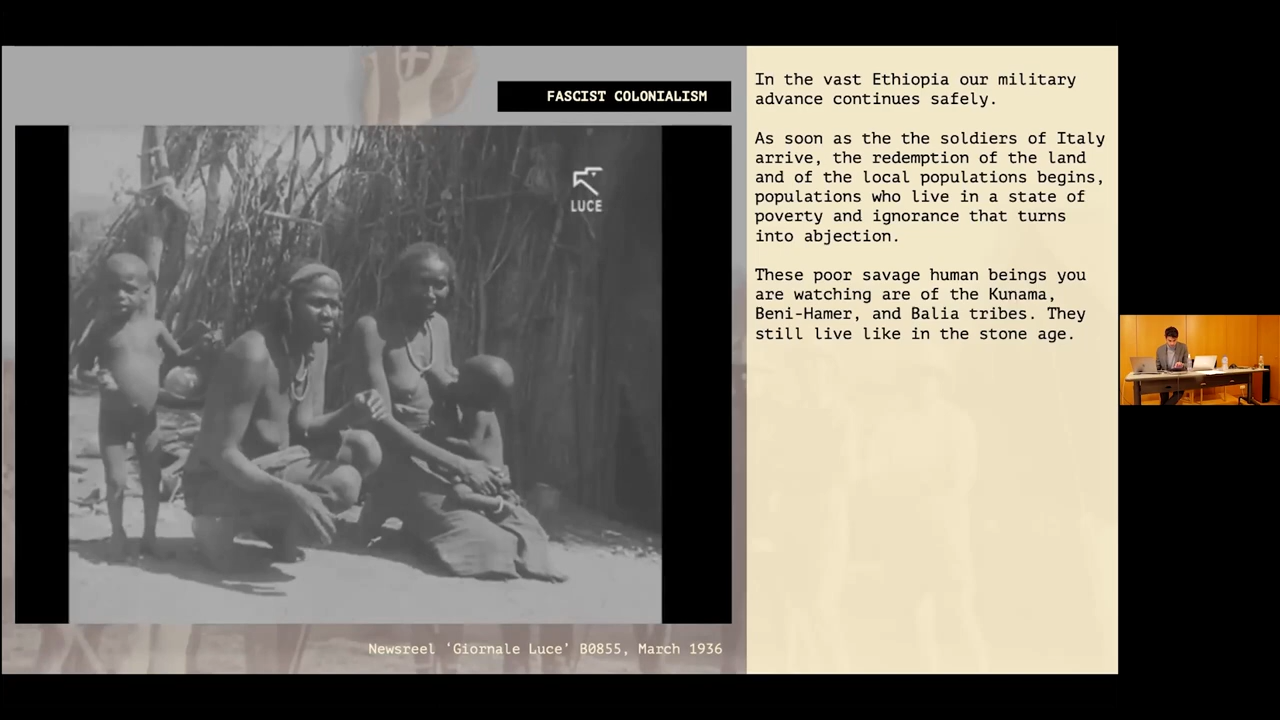 FASCIST COLONIALISM
LUCE
Newsreel 'Giornale Luce' B0855, March 1936
In the vast Ethiopia our military
advance continues safely.
As soon as the the soldiers of Italy
arrive, the redemption of the land
and of the local populations begins,
populations who live in a state of
poverty and ignorance that turns
into abjection.
These poor savage human beings you
are watching are of the Kunama,
Beni-Hamer, and Balia tribes. They
still live like in the stone age.